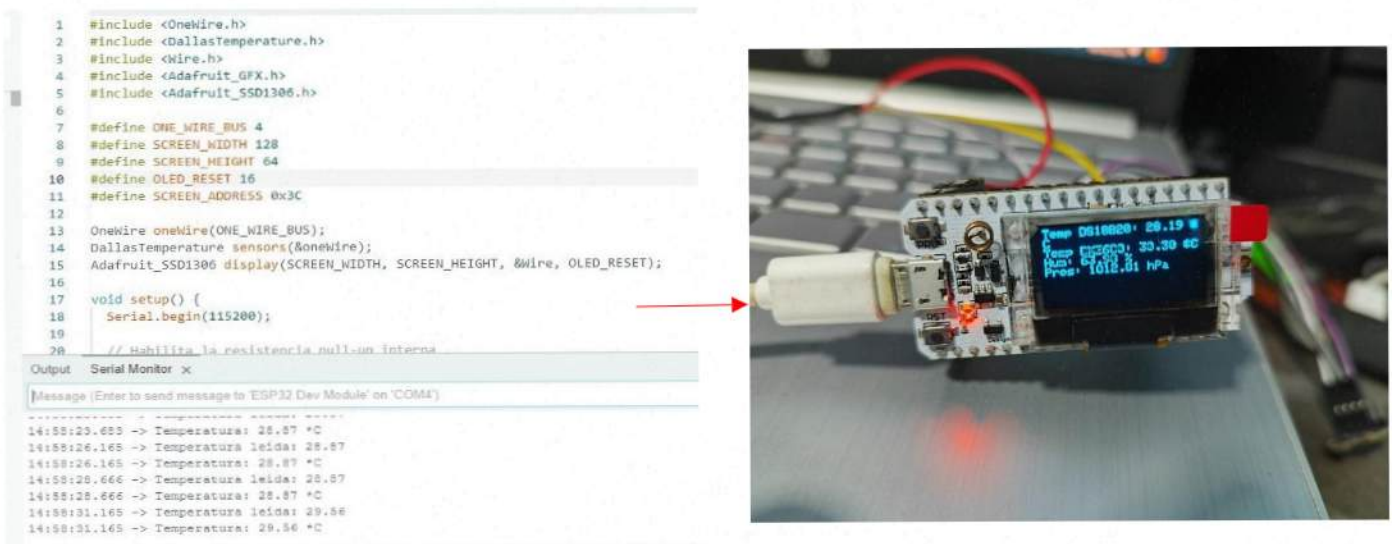 1 #include <OneWire.h>
2 #include <DallasTemperature.h>
3 #include <Wire.h>
4 #include <Adafruit_GFX.h>
5 #include <Adafruit_SSD1306.h>
6
7 #define ONE_WIRE_BUS 4
8 #define SCREEN_WIDTH 128
9 #define SCREEN_HEIGHT 64
10 #define OLED_RESET 16
11 #define SCREEN_ADDRESS 0x3C
12
13 OneWire oneWire(ONE_WIRE_BUS);
14 DallasTemperature sensors(&oneWire);
15 Adafruit_SSD1306 display(SCREEN_WIDTH, SCREEN_HEIGHT, &Wire, OLED_RESET);
16
17 void setup() {
18 Serial.begin(115200);
19
20 // Habilita la resistencia pull-up interna
Output Serial Monitor ×
Message (Enter to send message to 'ESP32 Dev Module' on 'COM4')
14:58:23.683 -> Temperatura: 28.87 °C
14:58:26.165 -> Temperatura leida: 28.87
14:58:26.165 -> Temperatura: 28.87 °C
14:58:28.666 -> Temperatura leida: 28.87
14:58:28.666 -> Temperatura: 28.87 °C
14:58:31.165 -> Temperatura leida: 29.56
14:58:31.165 -> Temperatura: 29.56 °C
Temp DS18B20: 28.19
C
Temp 33.30 °C
Hum: %
Pres: 1012.01 hPa
RST